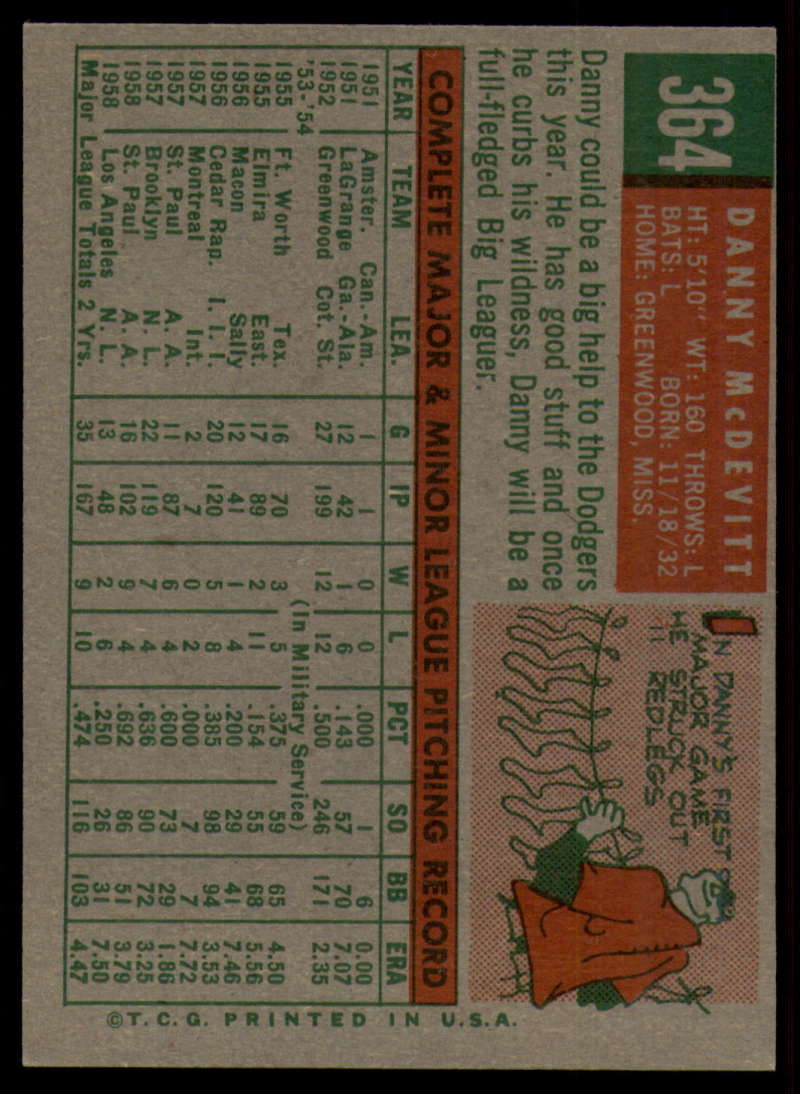 364
DANNY McDEVITT
HT: 5'10" WT: 160 THROWS: L
BATS: L BORN: 11/18/32
HOME: GREENWOOD, MISS.
Danny could be a big help to the Dodgers
this year. He has good stuff and once
he curbs his wildness, Danny will be a
full-fledged Big Leaguer.
IN DANNY'S FIRST
MAJOR GAME
HE STRUCK OUT
11 REDLEGS
COMPLETE MAJOR & MINOR LEAGUE PITCHING RECORD
YEAR TEAM LEA. G IP W L PCT SO BB ERA
1951 Amster. Can.-Am. 1 1 0 0 .000 1 6 0.00
1951 LaGrange Ga.-Ala. 12 42 1 6 .143 57 70 7.07
1952 Greenwood Cot. St. 27 199 12 12 .500 246 171 2.35
'53-'54 (In Military Service)
1955 Ft. Worth Tex. 16 70 3 5 .375 59 65 4.50
1955 Elmira East. 17 89 2 11 .154 55 68 5.56
1956 Macon Sally 12 41 1 4 .200 29 41 7.46
1956 Cedar Rap. I. I. I. 20 120 5 8 .385 98 94 3.53
1957 Montreal Int. 2 7 0 2 .000 7 7 7.72
1957 St. Paul A. A. 11 87 6 4 .600 73 29 1.86
1957 Brooklyn N. L. 22 119 7 4 .636 90 72 3.25
1958 St. Paul A. A. 16 102 9 4 .692 86 51 3.79
1958 Los Angeles N. L. 13 48 2 6 .250 26 31 7.50
Major League Totals 2 Yrs. 35 167 9 10 .474 116 103 4.47
©T.C.G. PRINTED IN U.S.A.